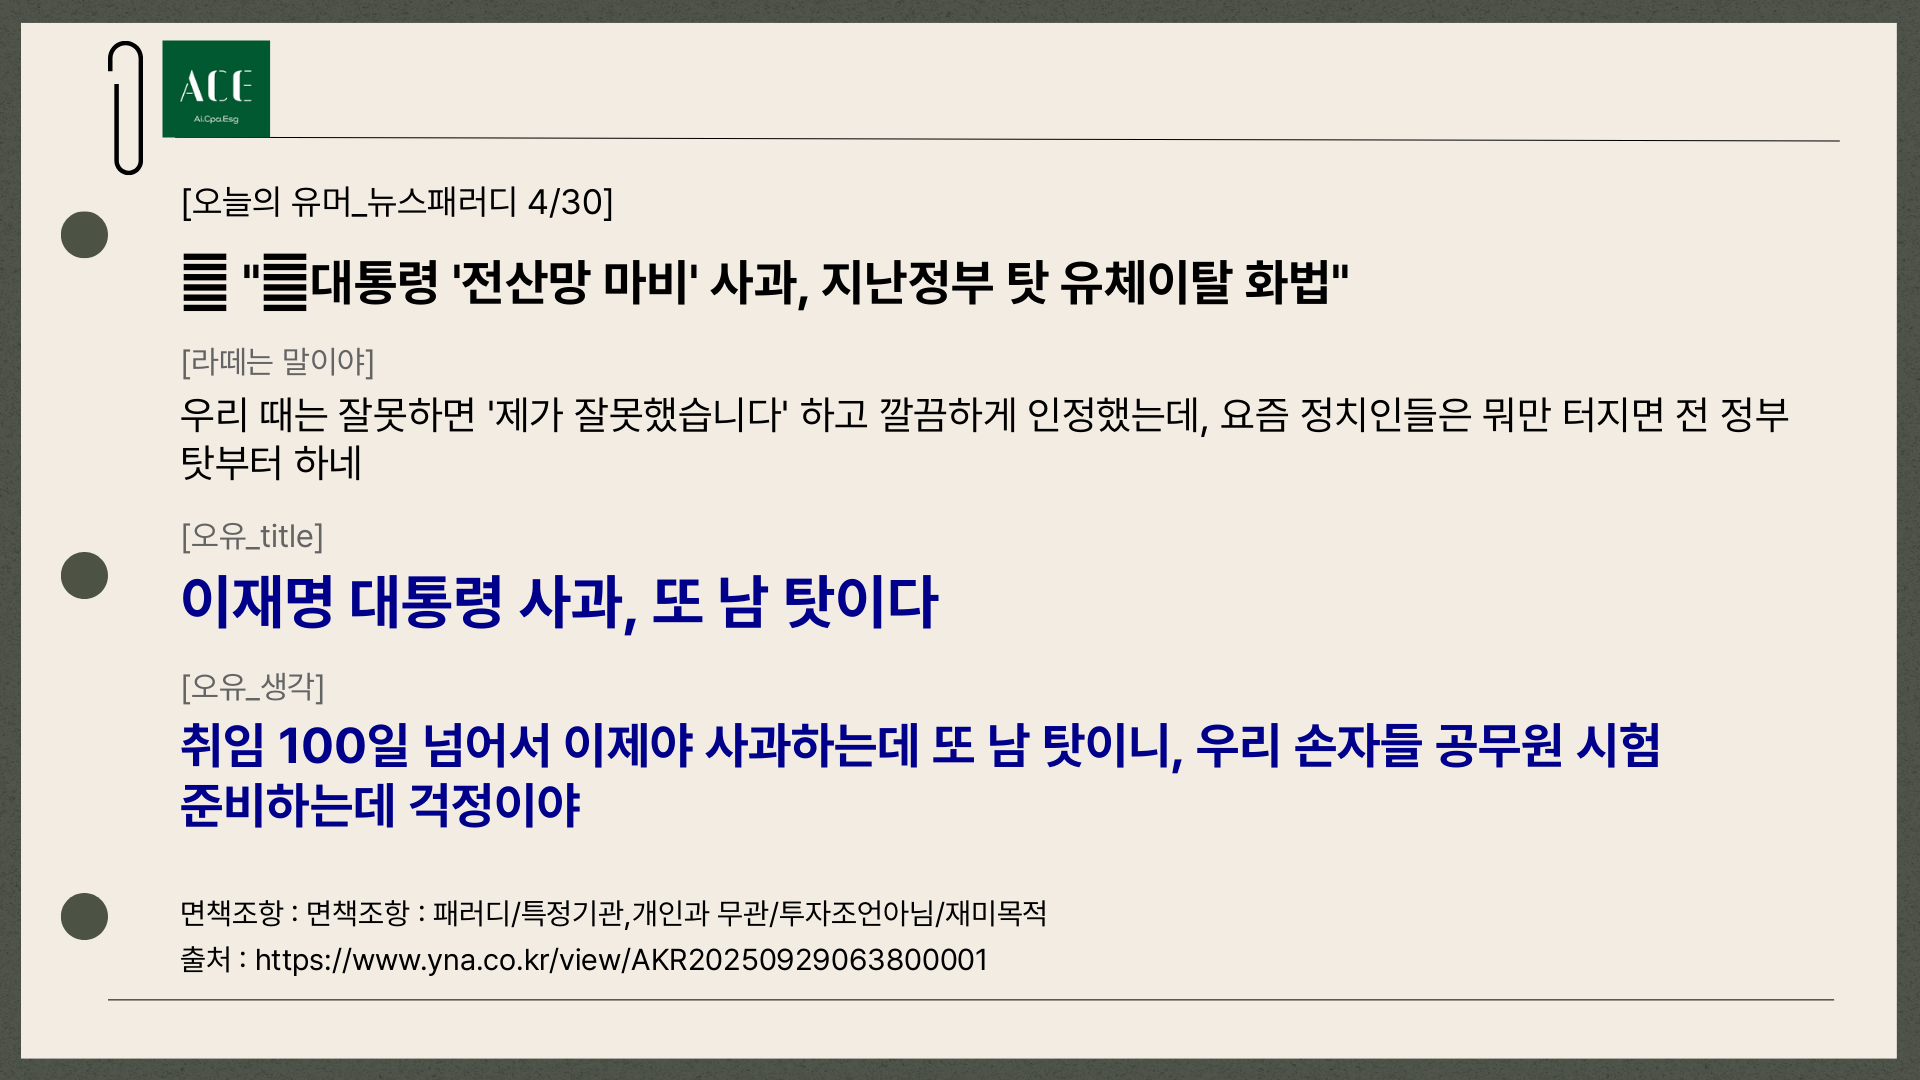 ACE
Ai.Cpa.Esg
[오늘의 유머_뉴스패러디 4/30]
"대통령 '전산망 마비' 사과, 지난정부 탓 유체이탈 화법"
[라떼는 말이야]
우리 때는 잘못하면 '제가 잘못했습니다' 하고 깔끔하게 인정했는데, 요즘 정치인들은 뭐만 터지면 전 정부
탓부터 하네
[오유_title]
이재명 대통령 사과, 또 남 탓이다
[오유_생각]
취임 100일 넘어서 이제야 사과하는데 또 남 탓이니, 우리 손자들 공무원 시험
준비하는데 걱정이야
면책조항 : 면책조항 : 패러디/특정기관,개인과 무관/투자조언아님/재미목적
출처 : https://www.yna.co.kr/view/AKR20250929063800001